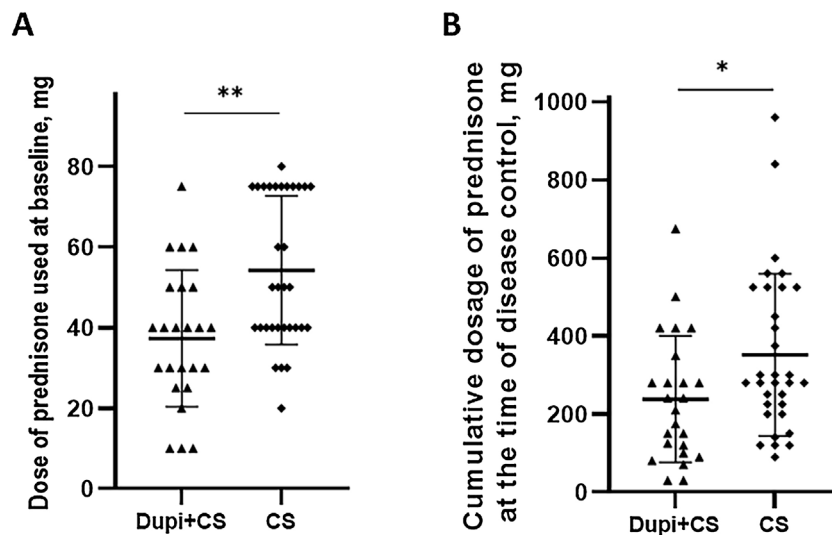 A
Dose of prednisone used at baseline, mg
80
60
40
20
0
**
Dupi+CS
CS
B
Cumulative dosage of prednisone
at the time of disease control, mg
1000
800
600
400
200
0
*
Dupi+CS
CS